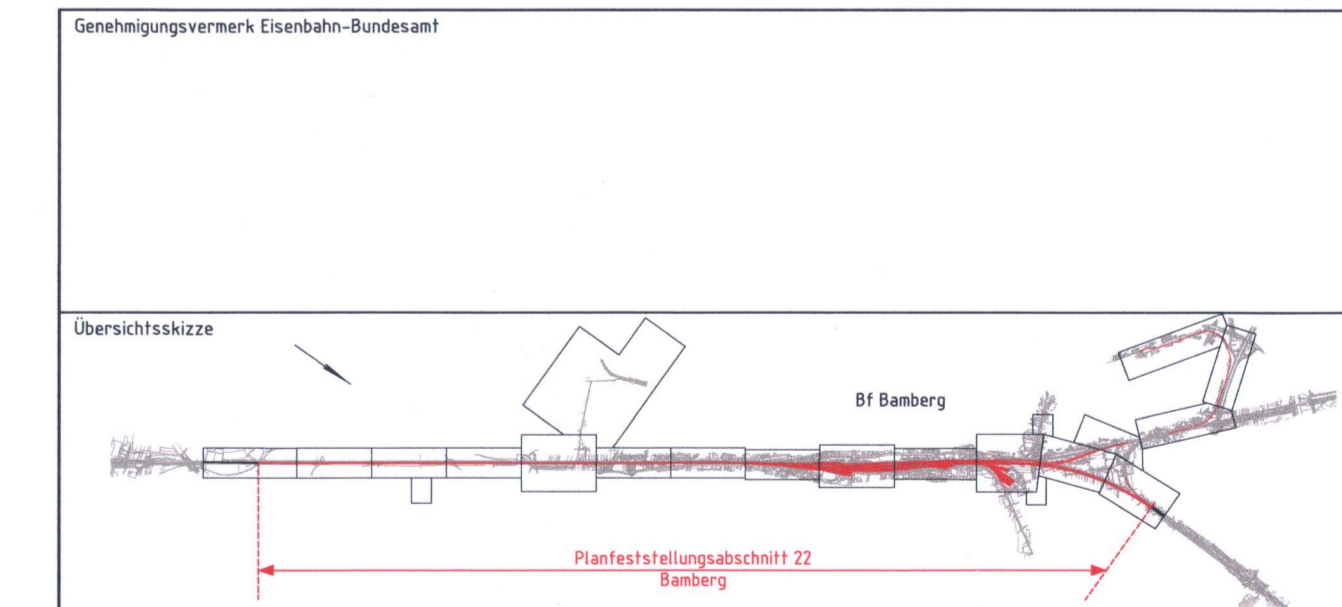 Genehmigungsvermerk Eisenbahn-Bundesamt
Übersichtsskizze
Bf Bamberg
Planfeststellungsabschnitt 22
Bamberg